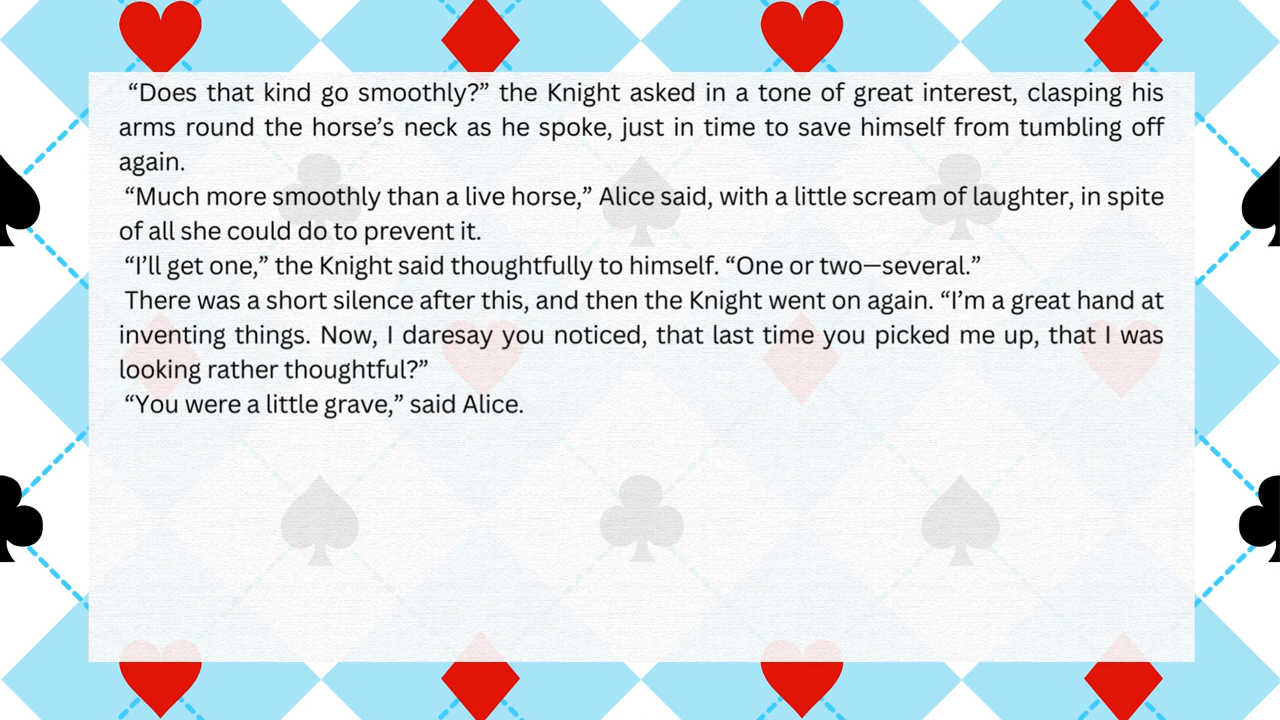 “Does that kind go smoothly?” the Knight asked in a tone of great interest, clasping his
arms round the horse’s neck as he spoke, just in time to save himself from tumbling off
again.
“Much more smoothly than a live horse,” Alice said, with a little scream of laughter, in spite
of all she could do to prevent it.
“I’ll get one,” the Knight said thoughtfully to himself. “One or two—several.”
There was a short silence after this, and then the Knight went on again. “I’m a great hand at
inventing things. Now, I daresay you noticed, that last time you picked me up, that I was
looking rather thoughtful?”
“You were a little grave,” said Alice.